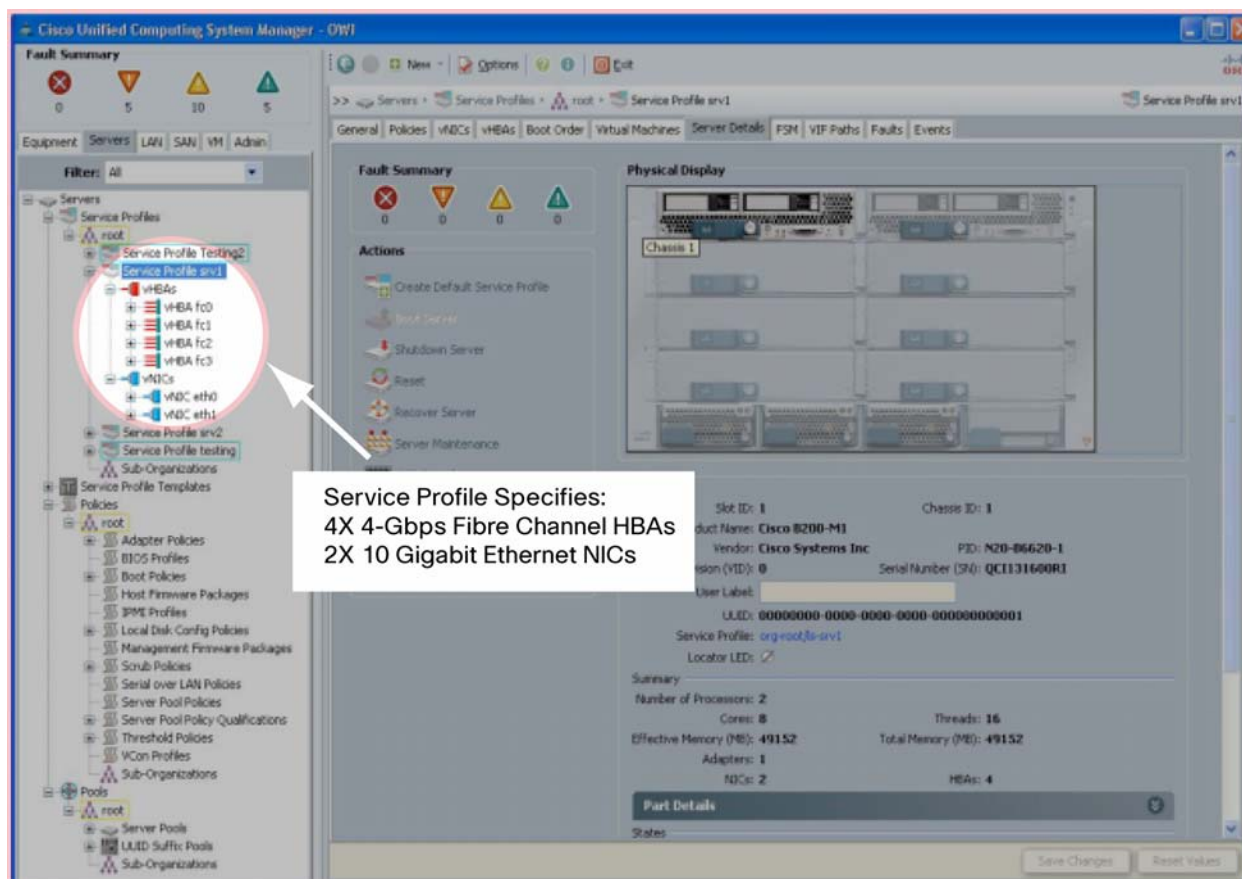 Cisco Unified Computing System Manager - OWI
Fault Summary
0 5 10 5
Equipment Servers LAN SAN VM Admin
Filter: All
Servers
Service Profiles
root
Service Profile Testing2
Service Profile srv1
vHBAs
vHBA fc0
vHBA fc1
vHBA fc2
vHBA fc3
vNICs
vNIC eth0
vNIC eth1
Service Profile srv2
Service Profile testing
Sub-Organizations
Service Profile Templates
Policies
root
Adapter Policies
BIOS Profiles
Boot Policies
Host Firmware Packages
IPMI Profiles
Local Disk Config Policies
Management Firmware Packages
Scrub Policies
Serial over LAN Policies
Server Pool Policies
Server Pool Policy Qualifications
Threshold Policies
VCon Profiles
Sub-Organizations
Pools
root
Server Pools
UUID Suffix Pools
Sub-Organizations
New Options Exit
>> Servers Service Profiles root Service Profile srv1 Service Profile srv1
General Policies vNICs vHBAs Boot Order Virtual Machines Server Details FSM VIF Paths Faults Events
Fault Summary
0 0 0 0
Actions
Create Default Service Profile
Boot Server
Shutdown Server
Reset
Recover Server
Server Maintenance
Physical Display
Chassis 1
Service Profile Specifies:
4X 4-Gbps Fibre Channel HBAs
2X 10 Gigabit Ethernet NICs
Slot ID: 1 Chassis ID: 1
duct Name: Cisco B200-M1
Vendor: Cisco Systems Inc PID: N20-B6620-1
ision (VID): 0 Serial Number (SN): QCI131600RI
User Label:
UUID: 00000000-0000-0000-0000-000000000001
Service Profile: org-root/ls-srv1
Locator LED:
Summary
Number of Processors: 2
Cores: 8 Threads: 16
Effective Memory (MB): 49152 Total Memory (MB): 49152
Adapters: 1
NICs: 2 HBAs: 4
Part Details
States
Save Changes Reset Values